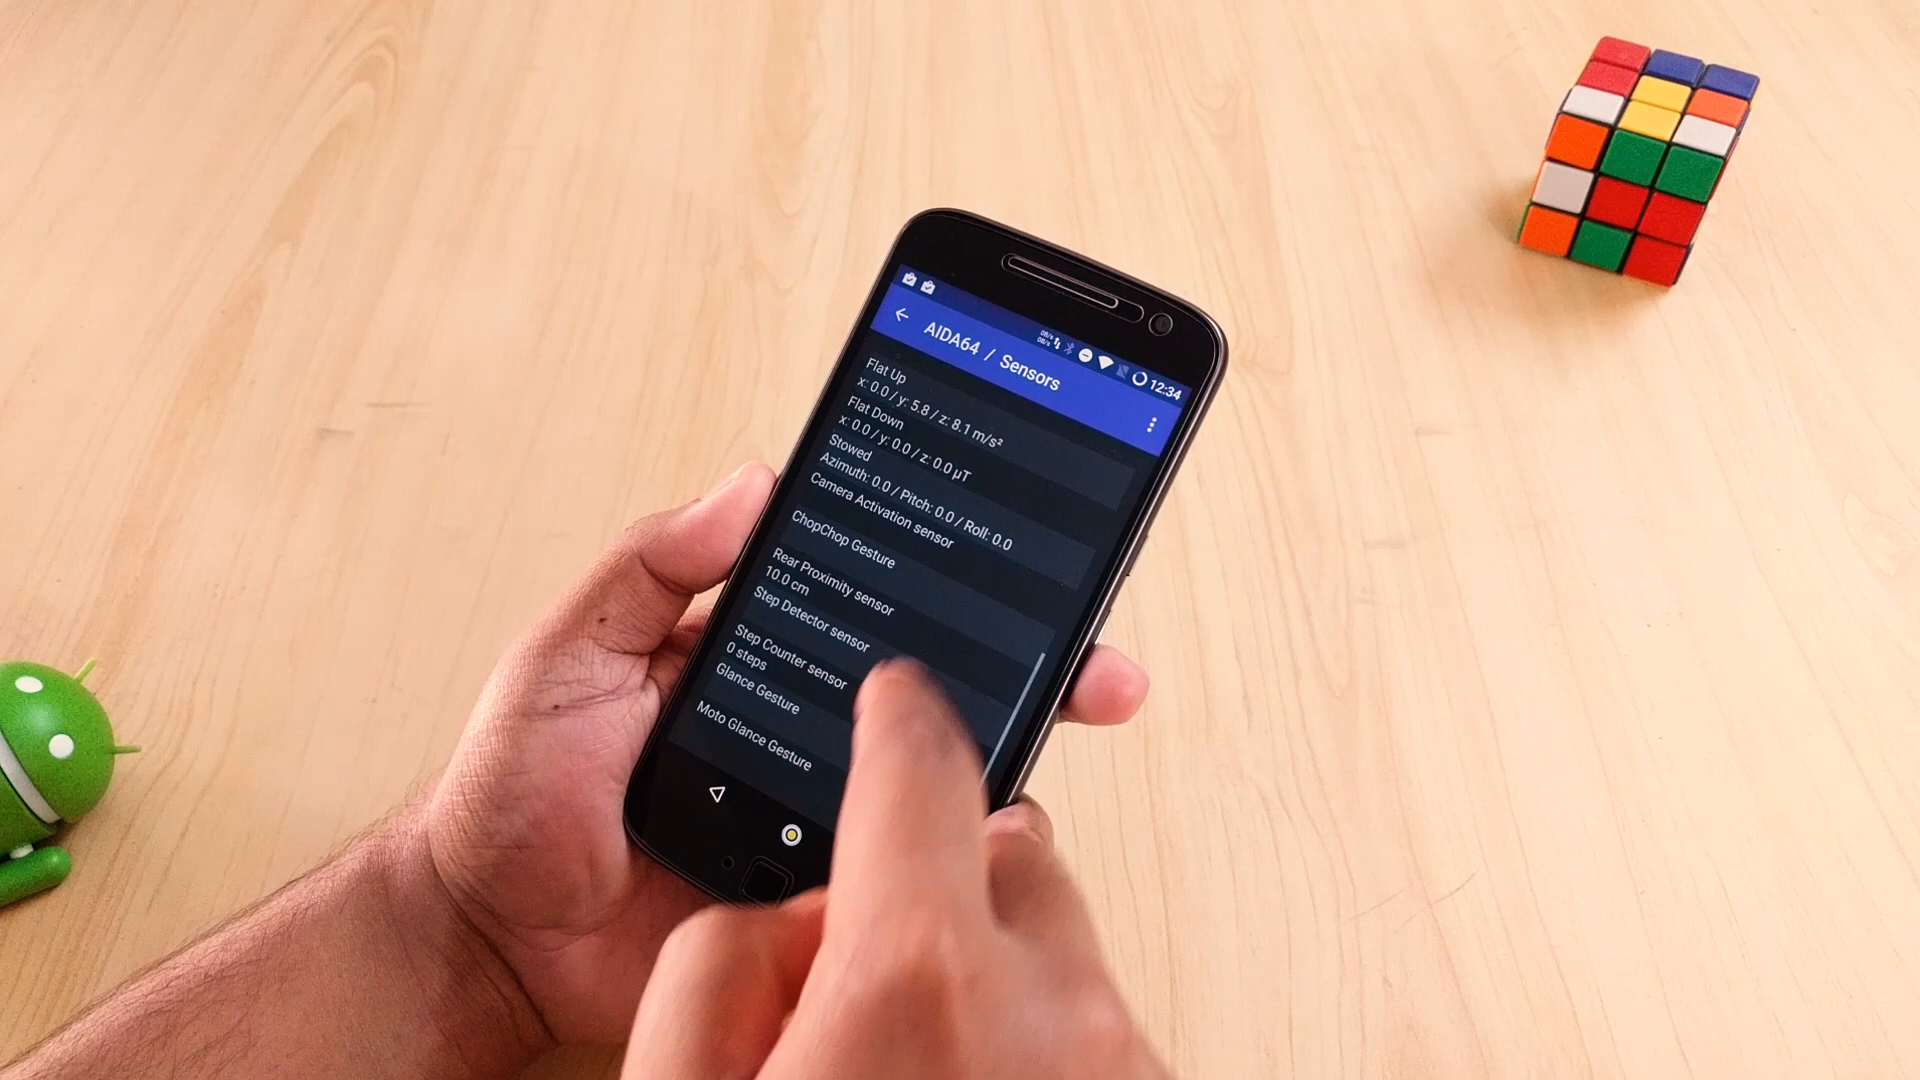 0B/s
0B/s
12:34
AIDA64 / Sensors
Flat Up
x: 0.0 / y: 5.8 / z: 8.1 m/s²
Flat Down
x: 0.0 / y: 0.0 / z: 0.0 μT
Stowed
Azimuth: 0.0 / Pitch: 0.0 / Roll: 0.0
Camera Activation sensor
ChopChop Gesture
Rear Proximity sensor
10.0 cm
Step Detector sensor
Step Counter sensor
0 steps
Glance Gesture
Moto Glance Gesture